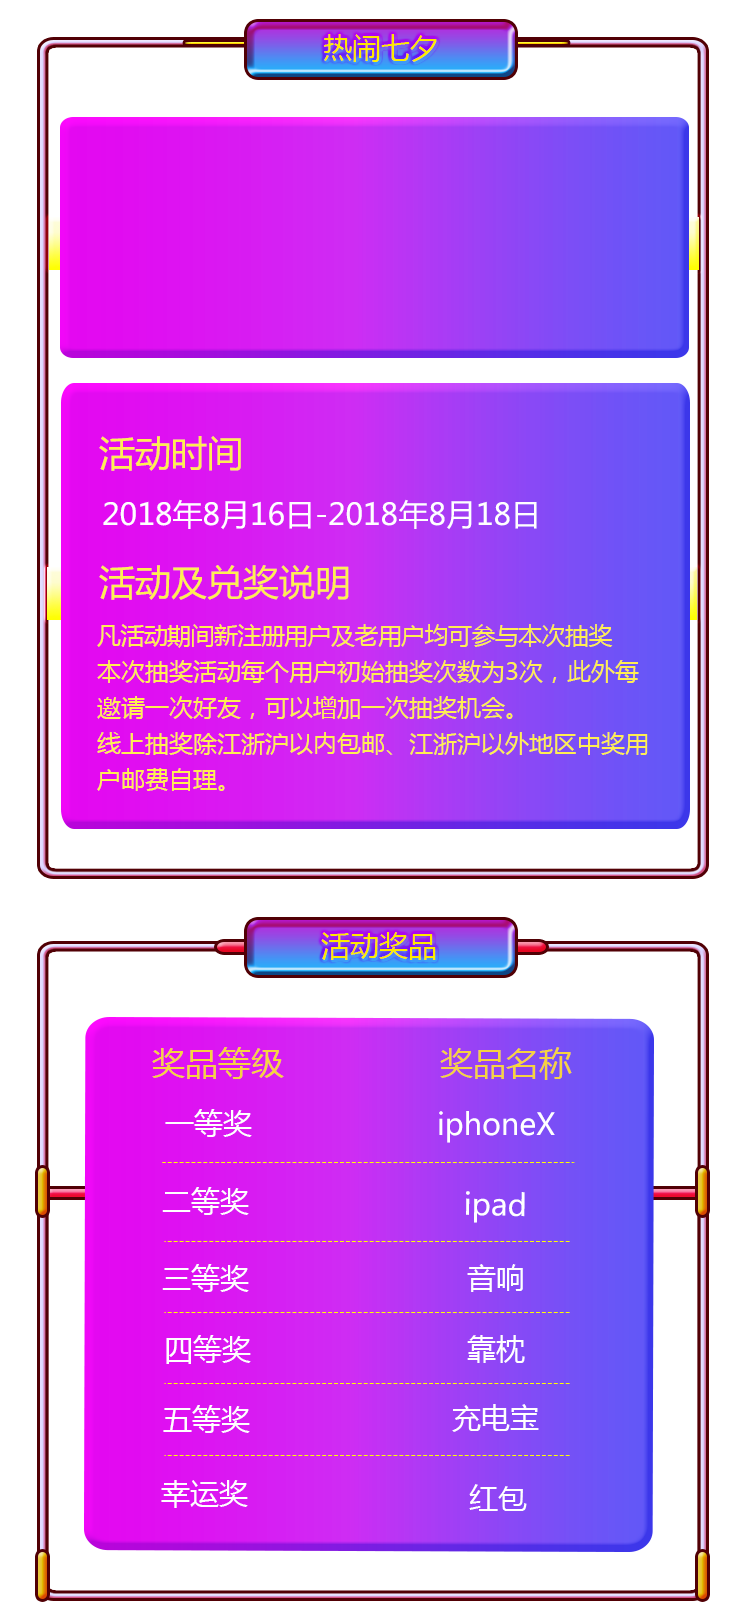 热闹七夕
活动时间
2018年8月16日-2018年8月18日
活动及兑奖说明
凡活动期间新注册用户及老用户均可参与本次抽奖
本次抽奖活动每个用户初始抽奖次数为3次，此外每
邀请一次好友，可以增加一次抽奖机会。
线上抽奖除江浙沪以内包邮、江浙沪以外地区中奖用
户邮费自理。
活动奖品
奖品等级 奖品名称
一等奖 iphoneX
二等奖 ipad
三等奖 音响
四等奖 靠枕
五等奖 充电宝
幸运奖 红包